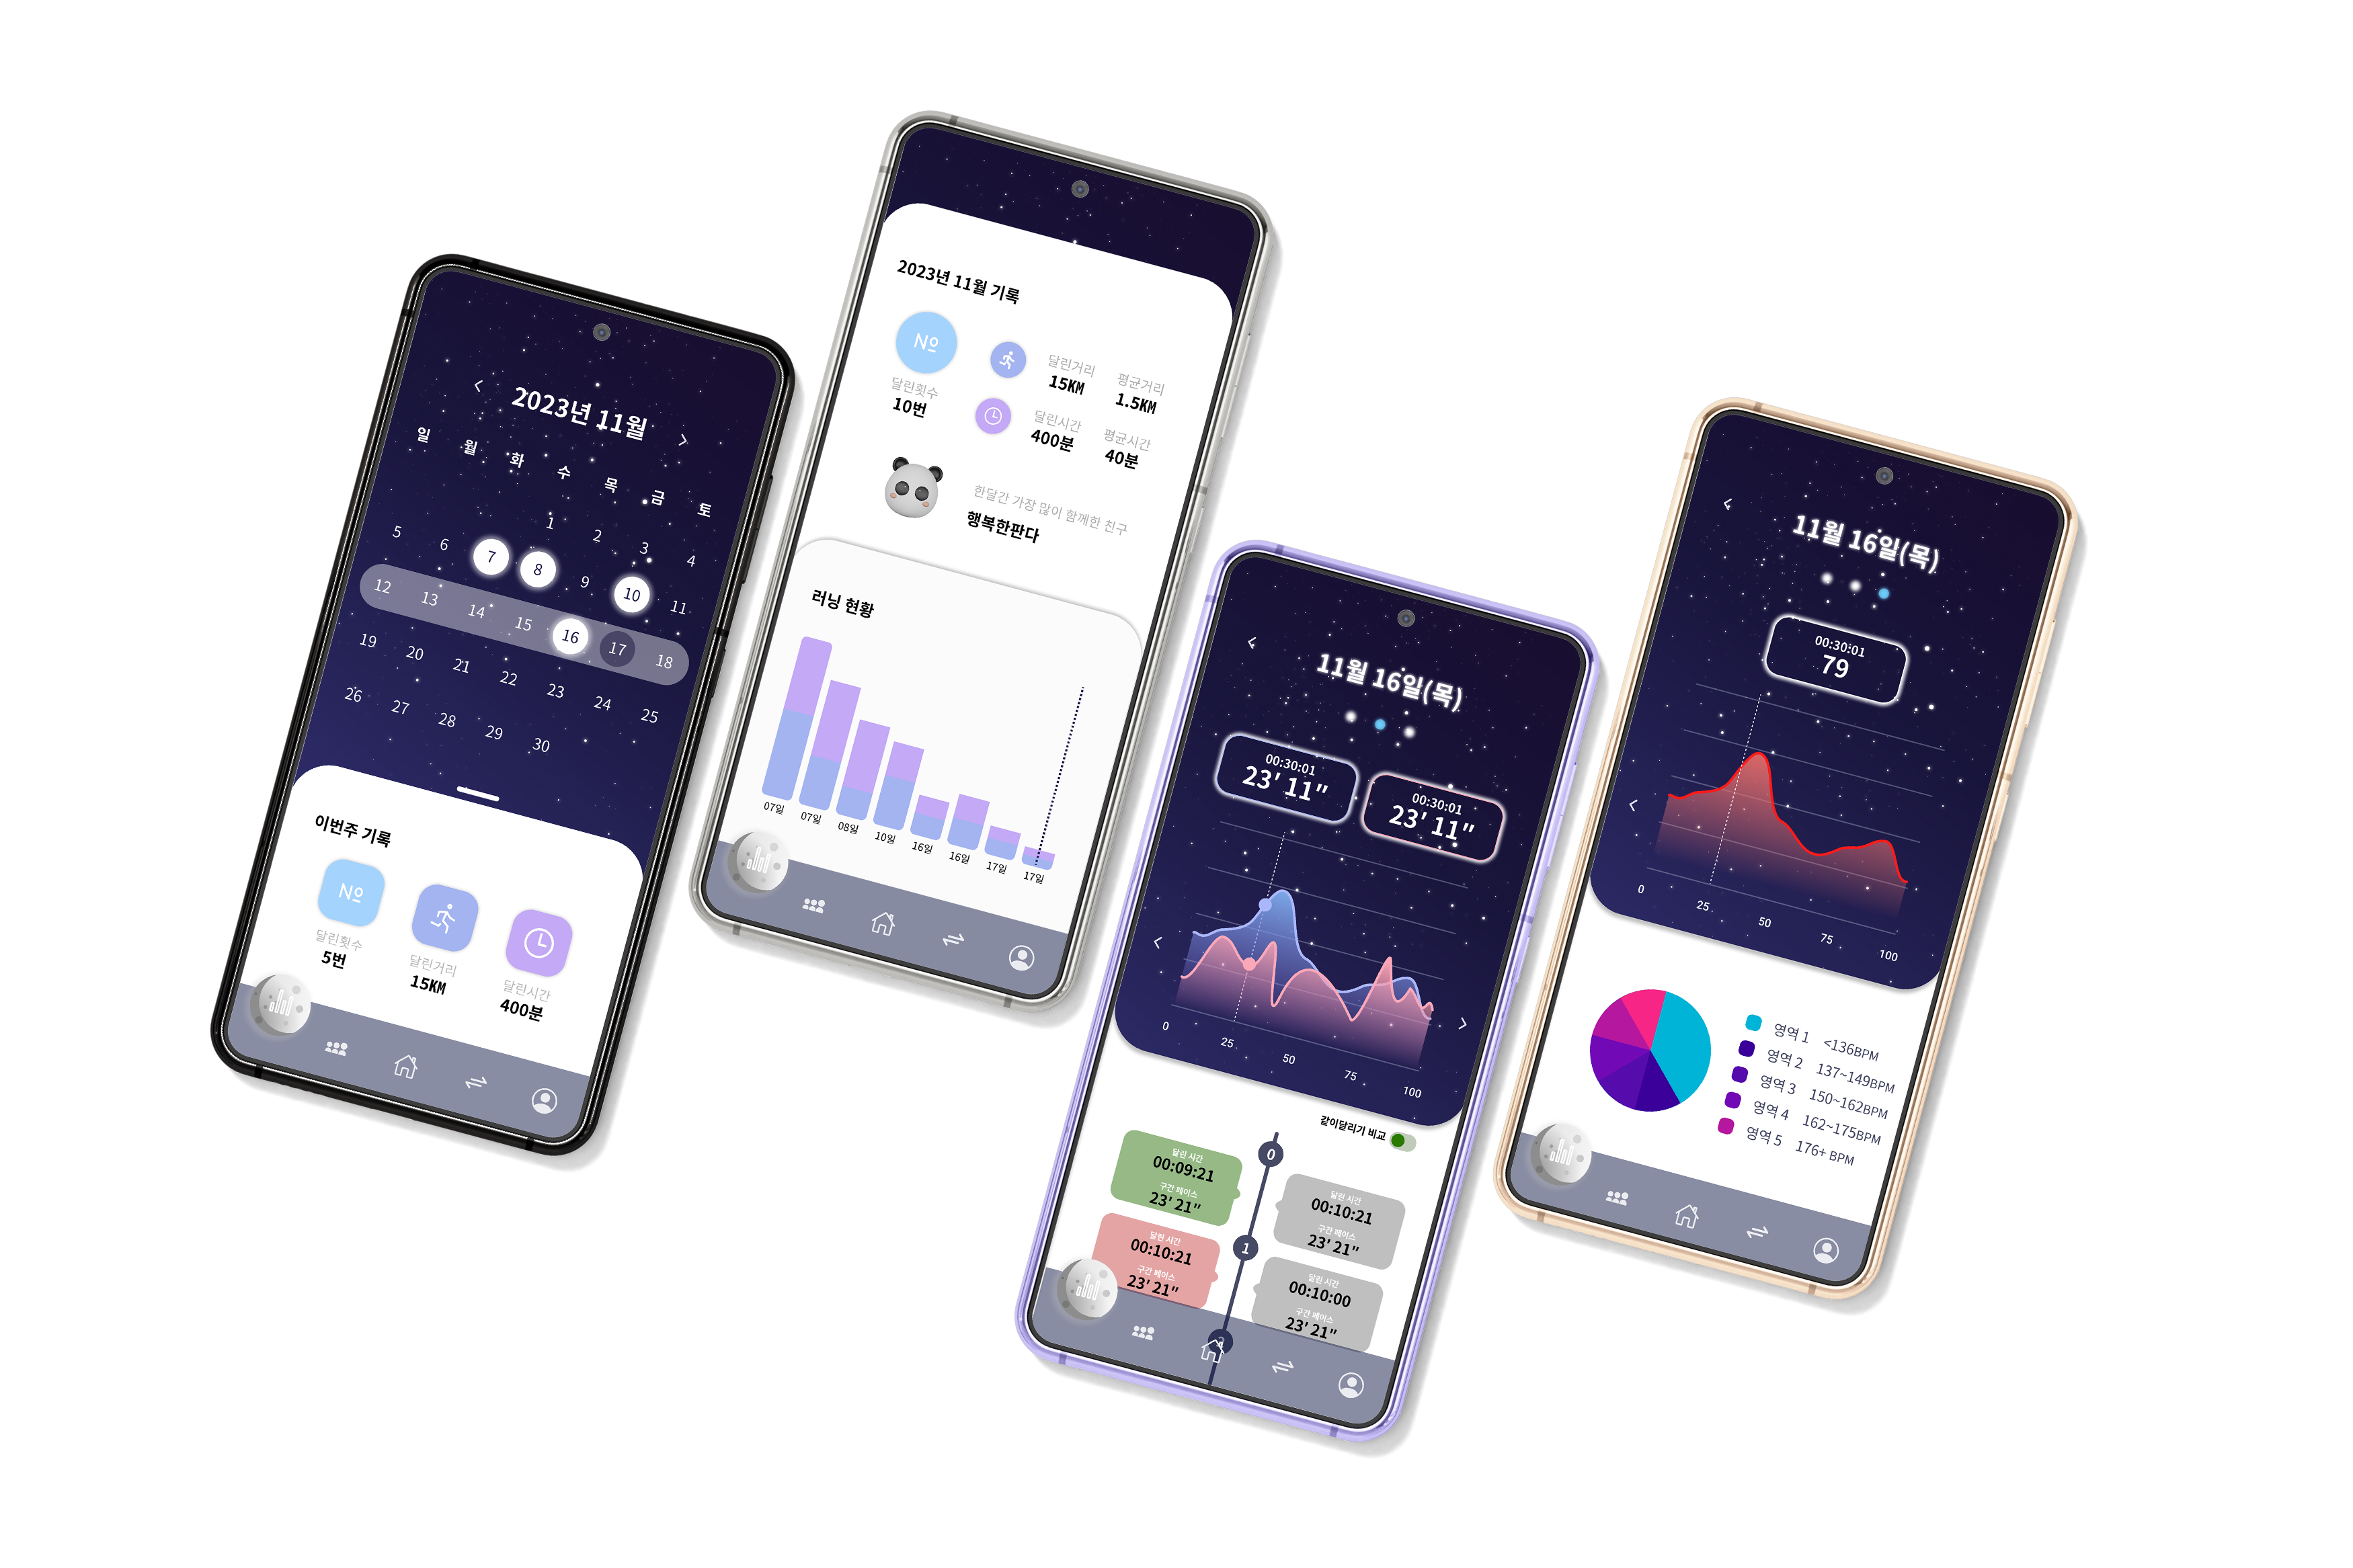 2023년 11월
일 월 화 수 목 금 토
1 2 3 4
5 6 7 8 9 10 11
12 13 14 15 16 17 18
19 20 21 22 23 24 25
26 27 28 29 30
이번주 기록
Nº
달린횟수 달린거리 달린시간
5번 15KM 400분
2023년 11월 기록
Nº
달린횟수
10번
달린거리 평균거리
15KM 1.5KM
달린시간 평균시간
400분 40분
한달간 가장 많이 함께한 친구
행복한판다
러닝 현황
07일 07일 08일 10일 16일 16일 17일 17일
11월 16일(목)
00:30:01
23' 11"
00:30:01
23' 11"
0 25 50 75 100
같이달리기 비교
0
달린 시간
00:09:21
구간 페이스
23' 21"
달린 시간
00:10:21
구간 페이스
23' 21"
1
달린 시간
00:10:21
구간 페이스
23' 21"
달린 시간
00:10:00
구간 페이스
23' 21"
11월 16일(목)
00:30:01
79
0 25 50 75 100
영역 1 <136BPM
영역 2 137~149BPM
영역 3 150~162BPM
영역 4 162~175BPM
영역 5 176+ BPM